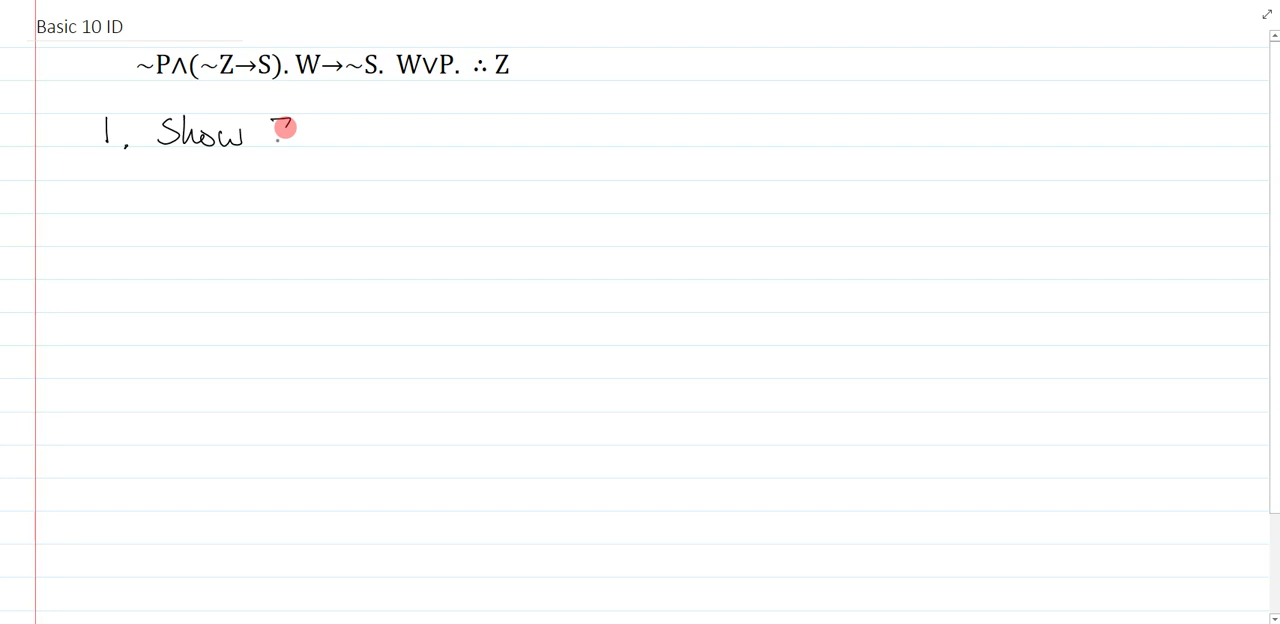 Basic 10 ID
~P∧(~Z→S). W→~S. W∨P. ∴ Z
1. Show